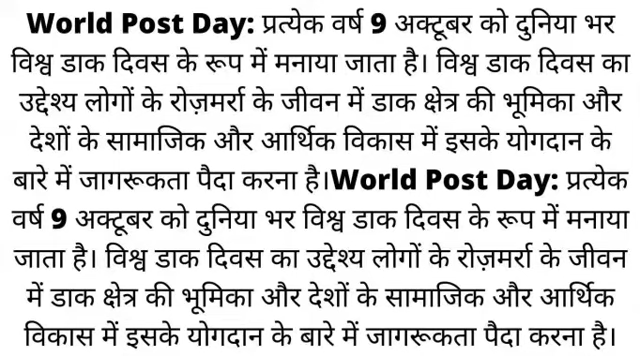 World Post Day: प्रत्येक वर्ष 9 अक्टूबर को दुनिया भर
विश्व डाक दिवस के रूप में मनाया जाता है। विश्व डाक दिवस का
उद्देश्य लोगों के रोज़मर्रा के जीवन में डाक क्षेत्र की भूमिका और
देशों के सामाजिक और आर्थिक विकास में इसके योगदान के
बारे में जागरूकता पैदा करना है।World Post Day: प्रत्येक
वर्ष 9 अक्टूबर को दुनिया भर विश्व डाक दिवस के रूप में मनाया
जाता है। विश्व डाक दिवस का उद्देश्य लोगों के रोज़मर्रा के जीवन
में डाक क्षेत्र की भूमिका और देशों के सामाजिक और आर्थिक
विकास में इसके योगदान के बारे में जागरूकता पैदा करना है।